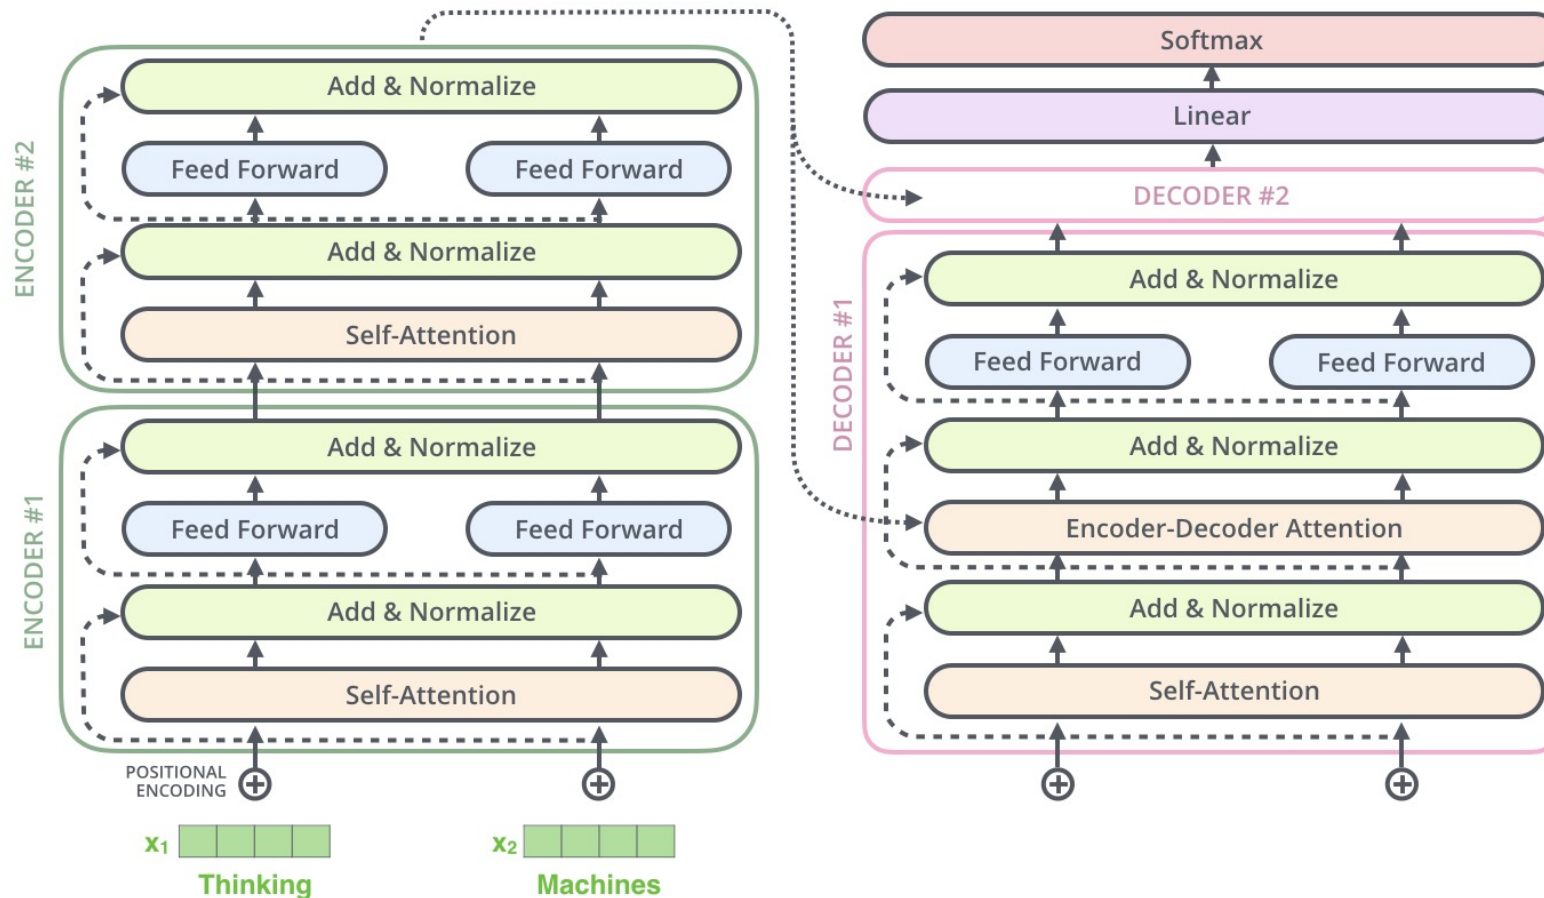 ENCODER #2
Add & Normalize
Feed Forward
Feed Forward
Add & Normalize
Self-Attention
ENCODER #1
Add & Normalize
Feed Forward
Feed Forward
Add & Normalize
Self-Attention
POSITIONAL
ENCODING
x1
x2
Thinking
Machines
Softmax
Linear
DECODER #2
DECODER #1
Add & Normalize
Feed Forward
Feed Forward
Add & Normalize
Encoder-Decoder Attention
Add & Normalize
Self-Attention